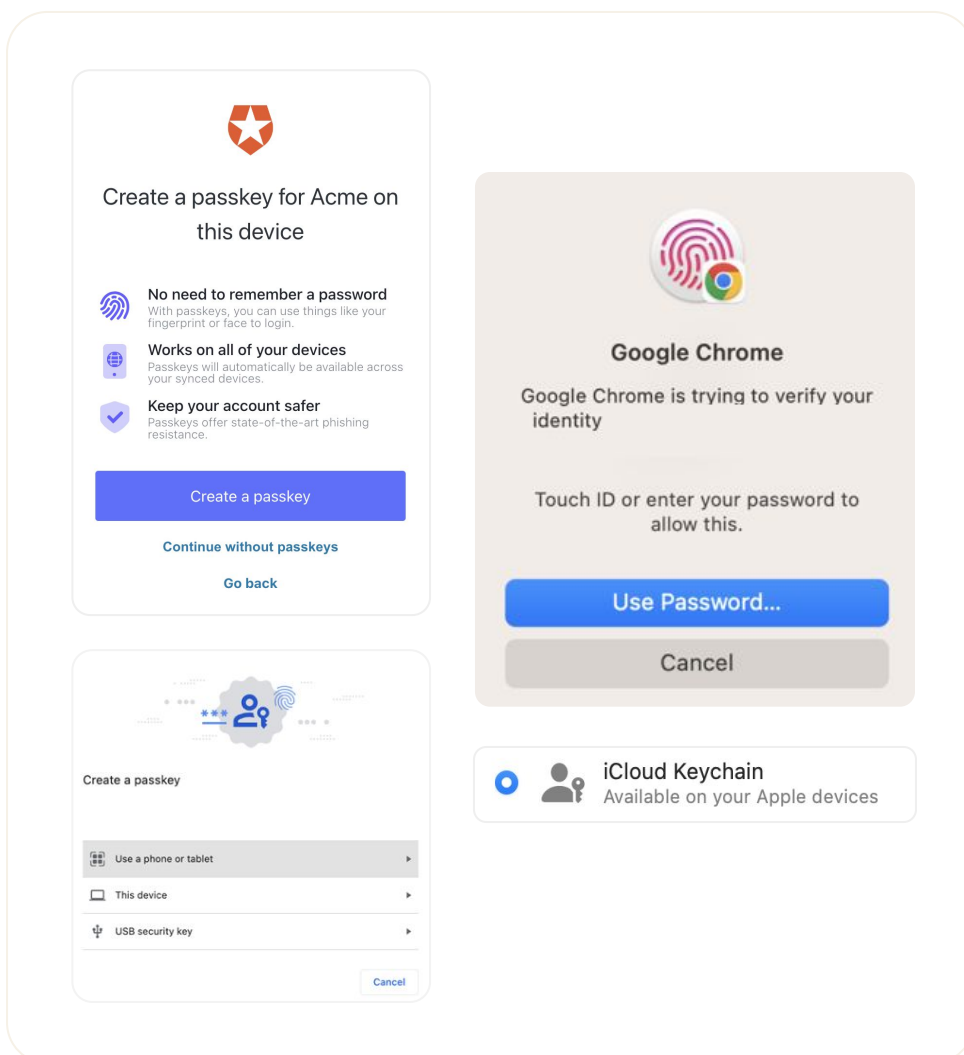 Create a passkey for Acme on
this device
No need to remember a password
With passkeys, you can use things like your
fingerprint or face to login.
Works on all of your devices
Passkeys will automatically be available across
your synced devices.
Keep your account safer
Passkeys offer state-of-the-art phishing
resistance.
Create a passkey
Continue without passkeys
Go back
Google Chrome
Google Chrome is trying to verify your
identity
Touch ID or enter your password to
allow this.
Use Password...
Cancel
***
Create a passkey
Use a phone or tablet
This device
USB security key
Cancel
iCloud Keychain
Available on your Apple devices